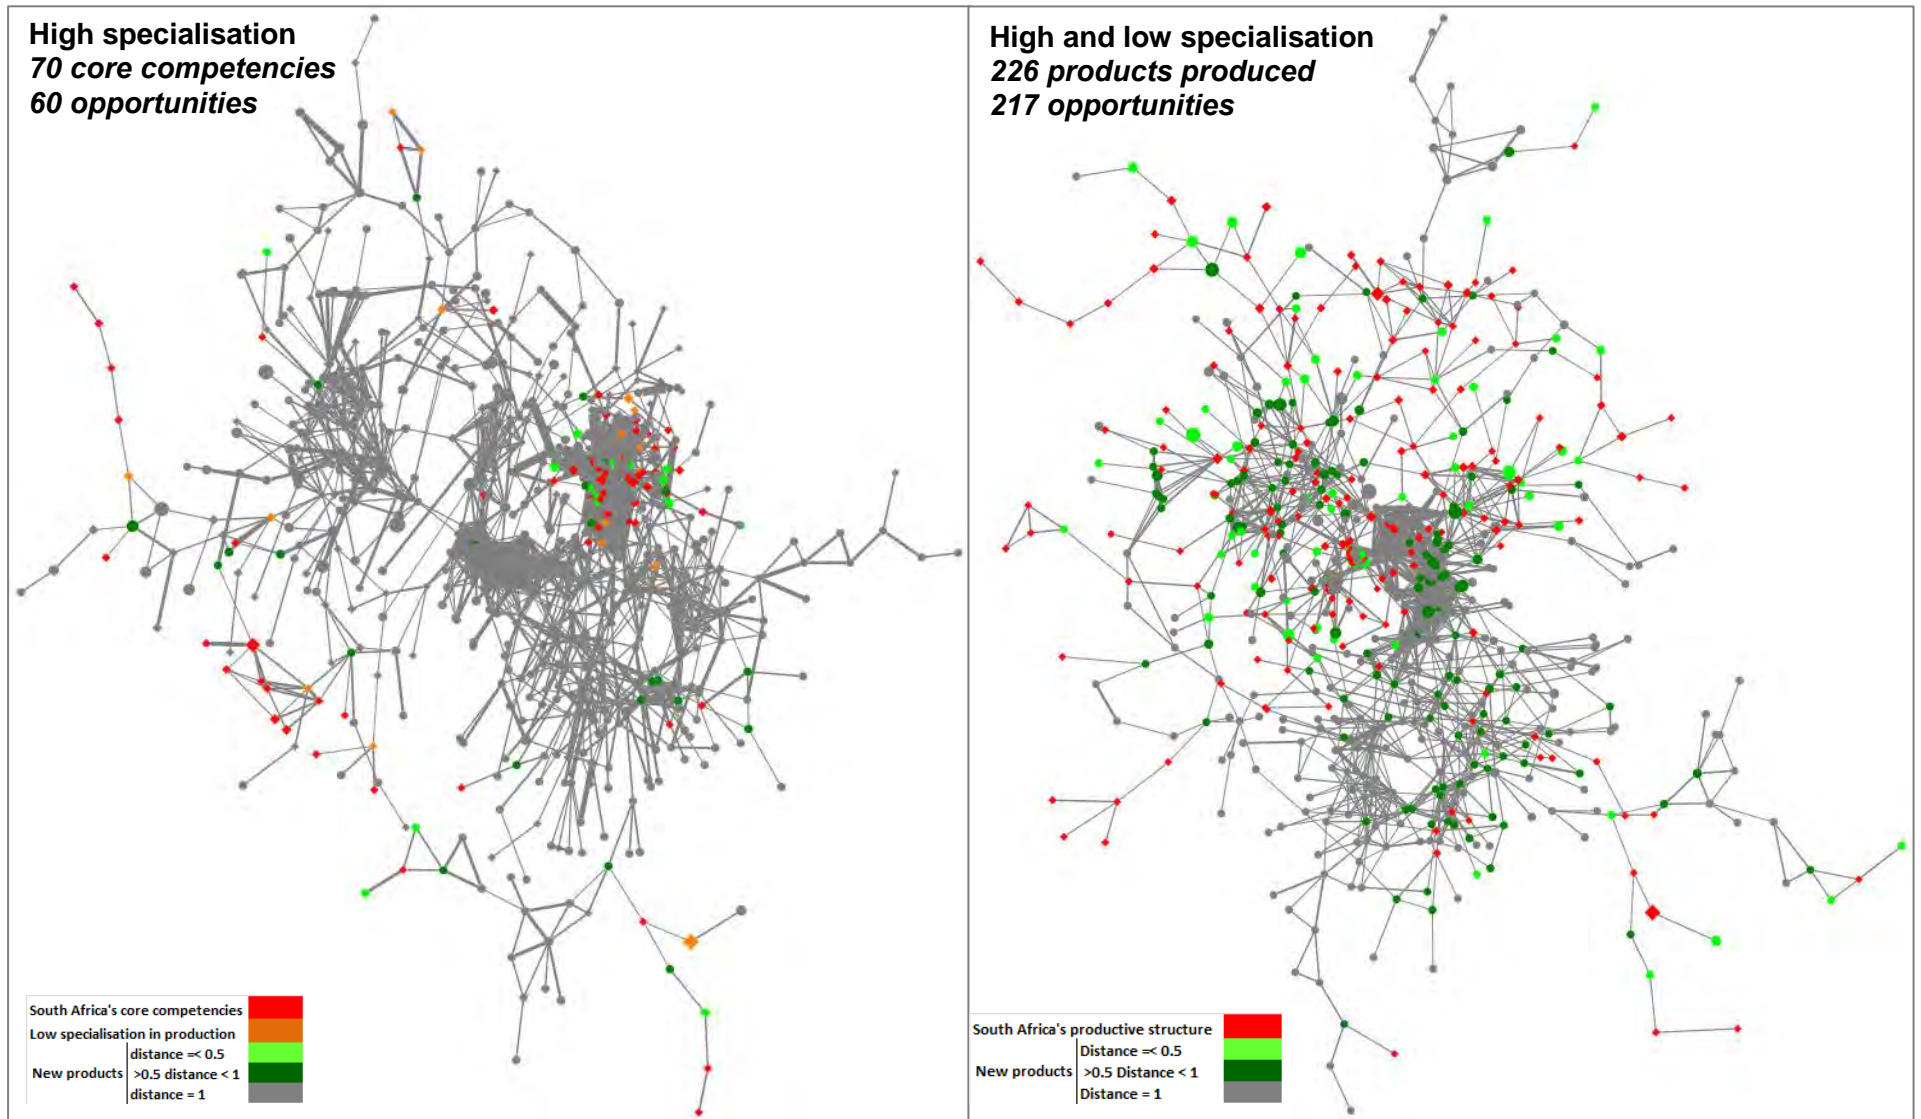 High specialisation
70 core competencies
60 opportunities
South Africa's core competencies
Low specialisation in production
New products
distance =< 0.5
>0.5 distance < 1
distance = 1
High and low specialisation
226 products produced
217 opportunities
South Africa's productive structure
New products
Distance =< 0.5
>0.5 Distance < 1
Distance = 1